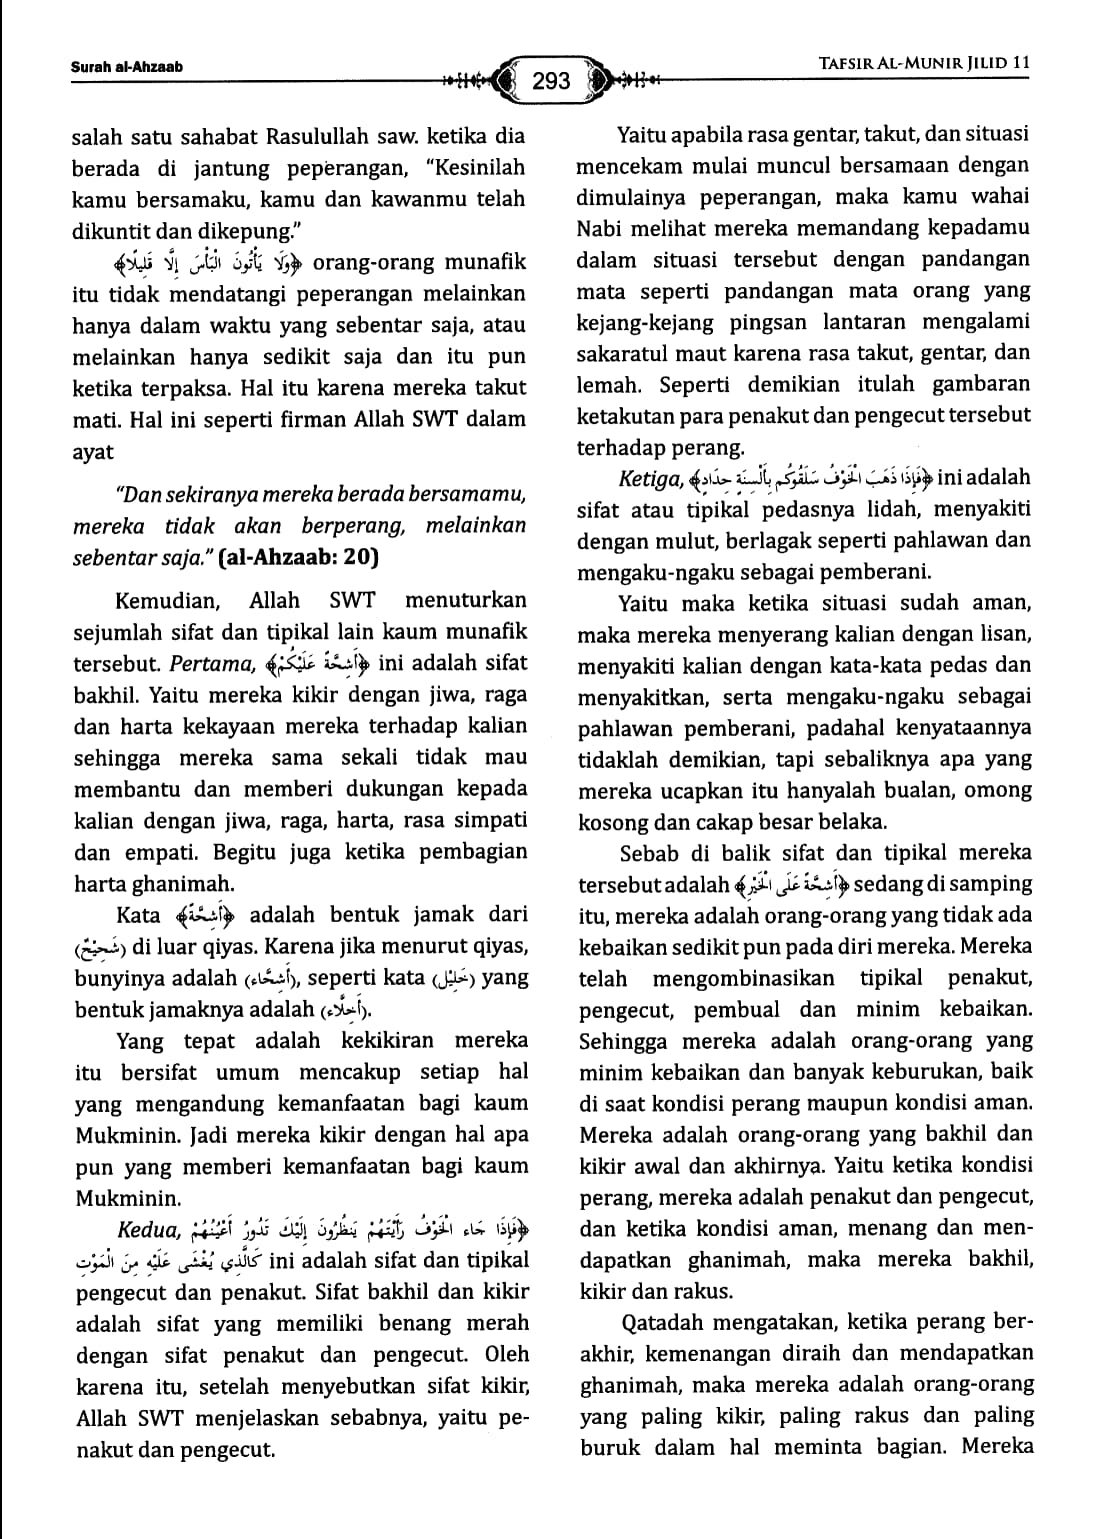 Surah al-Ahzaab
293
TAFSIR AL-MUNIR JILID 11
salah satu sahabat Rasulullah saw. ketika dia
berada di jantung peperangan, “Kesinilah
kamu bersamaku, kamu dan kawanmu telah
dikuntit dan dikepung.”
﴿وَلَا يَأْتُونَ الْبَأْسَ إِلَّا قَلِيلًا﴾ orang-orang munafik
itu tidak mendatangi peperangan melainkan
hanya dalam waktu yang sebentar saja, atau
melainkan hanya sedikit saja dan itu pun
ketika terpaksa. Hal itu karena mereka takut
mati. Hal ini seperti firman Allah SWT dalam
ayat
“Dan sekiranya mereka berada bersamamu,
mereka tidak akan berperang, melainkan
sebentar saja.” (al-Ahzaab: 20)
Kemudian, Allah SWT menuturkan
sejumlah sifat dan tipikal lain kaum munafik
tersebut. Pertama, ﴿أَشِحَّةً عَلَيْكُمْ﴾ ini adalah sifat
bakhil. Yaitu mereka kikir dengan jiwa, raga
dan harta kekayaan mereka terhadap kalian
sehingga mereka sama sekali tidak mau
membantu dan memberi dukungan kepada
kalian dengan jiwa, raga, harta, rasa simpati
dan empati. Begitu juga ketika pembagian
harta ghanimah.
Kata ﴿أَشِحَّةً﴾ adalah bentuk jamak dari
(شَحِيْحٌ) di luar qiyas. Karena jika menurut qiyas,
bunyinya adalah (أَشِحَّاء), seperti kata (خَلِيْل) yang
bentuk jamaknya adalah (أَخِلَّاء).
Yang tepat adalah kekikiran mereka
itu bersifat umum mencakup setiap hal
yang mengandung kemanfaatan bagi kaum
Mukminin. Jadi mereka kikir dengan hal apa
pun yang memberi kemanfaatan bagi kaum
Mukminin.
Kedua, ﴿فَإِذَا جَاء الْخَوْفُ رَأَيْتَهُمْ يَنظُرُونَ إِلَيْكَ تَدُورُ أَعْيُنُهُمْ
كَالَّذِي يُغْشَى عَلَيْهِ مِنَ الْمَوْتِ ini adalah sifat dan tipikal
pengecut dan penakut. Sifat bakhil dan kikir
adalah sifat yang memiliki benang merah
dengan sifat penakut dan pengecut. Oleh
karena itu, setelah menyebutkan sifat kikir,
Allah SWT menjelaskan sebabnya, yaitu pe-
nakut dan pengecut.
Yaitu apabila rasa gentar, takut, dan situasi
mencekam mulai muncul bersamaan dengan
dimulainya peperangan, maka kamu wahai
Nabi melihat mereka memandang kepadamu
dalam situasi tersebut dengan pandangan
mata seperti pandangan mata orang yang
kejang-kejang pingsan lantaran mengalami
sakaratul maut karena rasa takut, gentar, dan
lemah. Seperti demikian itulah gambaran
ketakutan para penakut dan pengecut tersebut
terhadap perang.
Ketiga, ﴿فَإِذَا ذَهَبَ الْخَوْفُ سَلَقُوكُم بِأَلْسِنَةٍ حِدَادٍ﴾ ini adalah
sifat atau tipikal pedasnya lidah, menyakiti
dengan mulut, berlagak seperti pahlawan dan
mengaku-ngaku sebagai pemberani.
Yaitu maka ketika situasi sudah aman,
maka mereka menyerang kalian dengan lisan,
menyakiti kalian dengan kata-kata pedas dan
menyakitkan, serta mengaku-ngaku sebagai
pahlawan pemberani, padahal kenyataannya
tidaklah demikian, tapi sebaliknya apa yang
mereka ucapkan itu hanyalah bualan, omong
kosong dan cakap besar belaka.
Sebab di balik sifat dan tipikal mereka
tersebut adalah ﴿أَشِحَّةً عَلَى الْخَيْرِ﴾ sedang di samping
itu, mereka adalah orang-orang yang tidak ada
kebaikan sedikit pun pada diri mereka. Mereka
telah mengombinasikan tipikal penakut,
pengecut, pembual dan minim kebaikan.
Sehingga mereka adalah orang-orang yang
minim kebaikan dan banyak keburukan, baik
di saat kondisi perang maupun kondisi aman.
Mereka adalah orang-orang yang bakhil dan
kikir awal dan akhirnya. Yaitu ketika kondisi
perang, mereka adalah penakut dan pengecut,
dan ketika kondisi aman, menang dan men-
dapatkan ghanimah, maka mereka bakhil,
kikir dan rakus.
Qatadah mengatakan, ketika perang ber-
akhir, kemenangan diraih dan mendapatkan
ghanimah, maka mereka adalah orang-orang
yang paling kikir, paling rakus dan paling
buruk dalam hal meminta bagian. Mereka